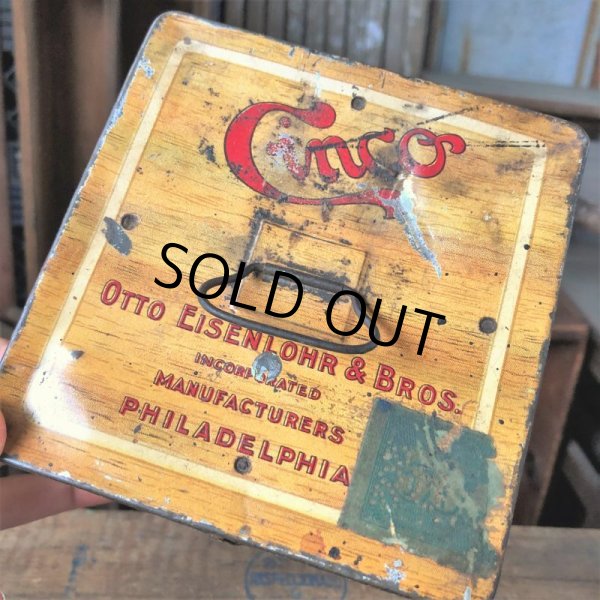 Cinco
SOLD OUT
OTTO EISENLOHR & BROS.
INCORPORATED
MANUFACTURERS
PHILADELPHIA